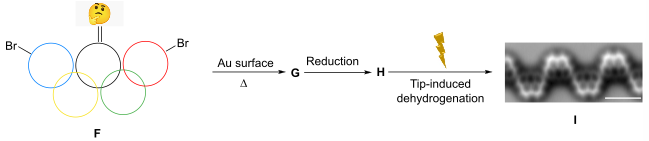 Br
Br
F
Au surface
Δ
G
Reduction
H
Tip-induced
dehydrogenation
I